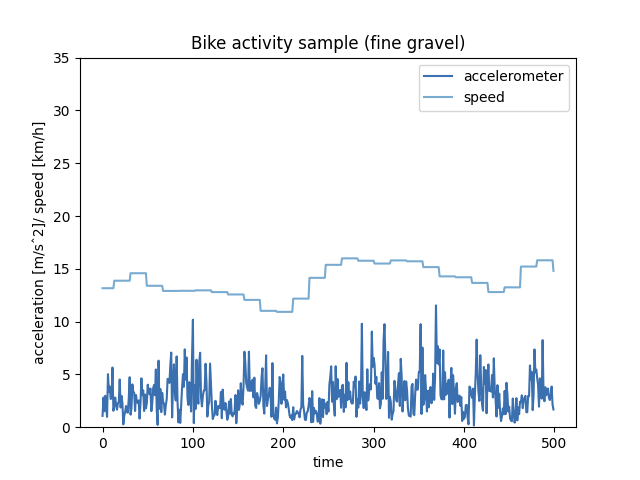 Bike activity sample (fine gravel)
accelerometer
speed
35
30
25
20
15
10
5
0
acceleration [m/sˆ2]/ speed [km/h]
0 100 200 300 400 500
time